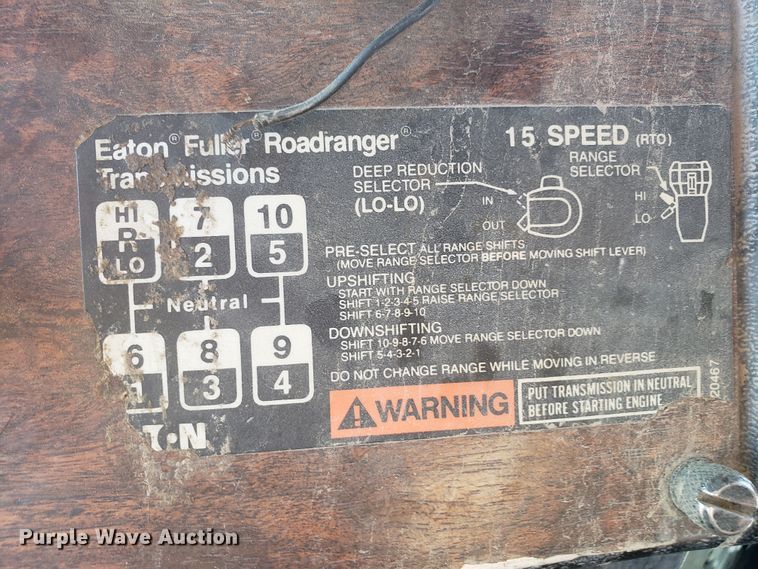 Eaton® Fuller® Roadranger®
Transmissions
15 SPEED (RTO)
DEEP REDUCTION
SELECTOR
(LO-LO)
IN
OUT
RANGE
SELECTOR
HI
LO
HI 7 10
R
LO 2 5
Neutral
6 8 9
1 3 4
PRE-SELECT ALL RANGE SHIFTS
(MOVE RANGE SELECTOR BEFORE MOVING SHIFT LEVER)
UPSHIFTING
START WITH RANGE SELECTOR DOWN
SHIFT 1-2-3-4-5 RAISE RANGE SELECTOR
SHIFT 6-7-8-9-10
DOWNSHIFTING
SHIFT 10-9-8-7-6 MOVE RANGE SELECTOR DOWN
SHIFT 5-4-3-2-1
DO NOT CHANGE RANGE WHILE MOVING IN REVERSE
WARNING
PUT TRANSMISSION IN NEUTRAL
BEFORE STARTING ENGINE
20467
T•N
Purple Wave Auction